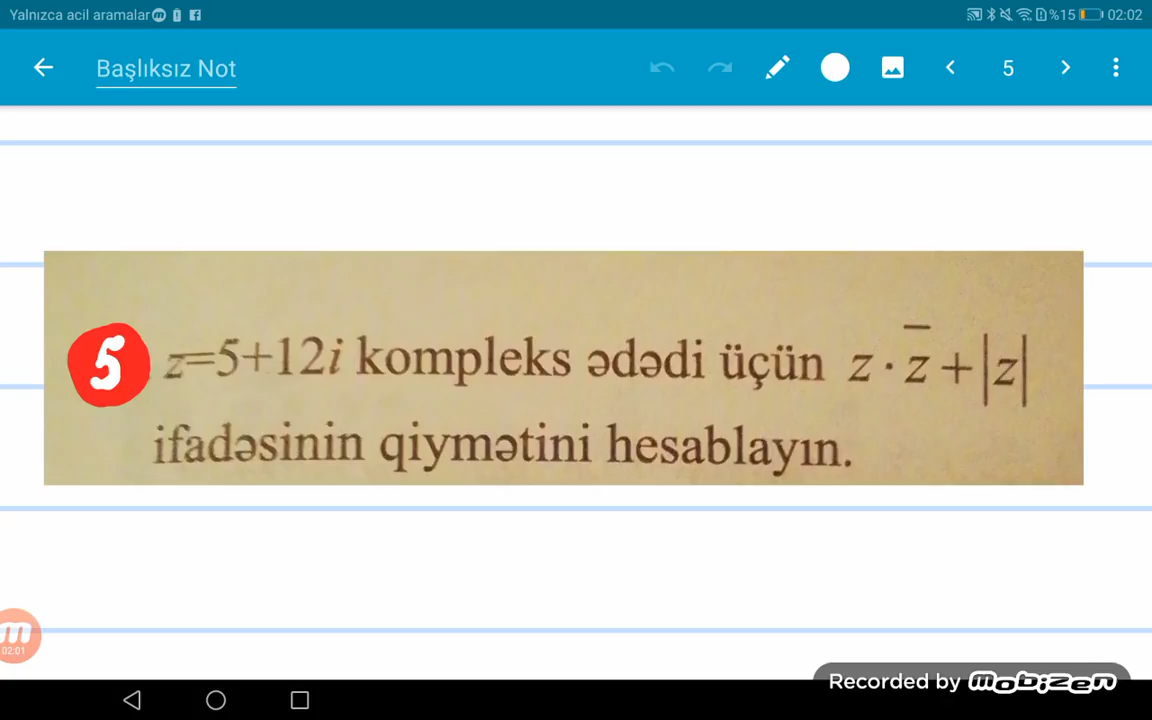 Yalnızca acil aramalar %15 02:02
Başlıksız Not 5
5 z=5+12i kompleks ədədi üçün z · z̅ + |z|
ifadəsinin qiymətini hesablayın.
02:01
Recorded by mobizen